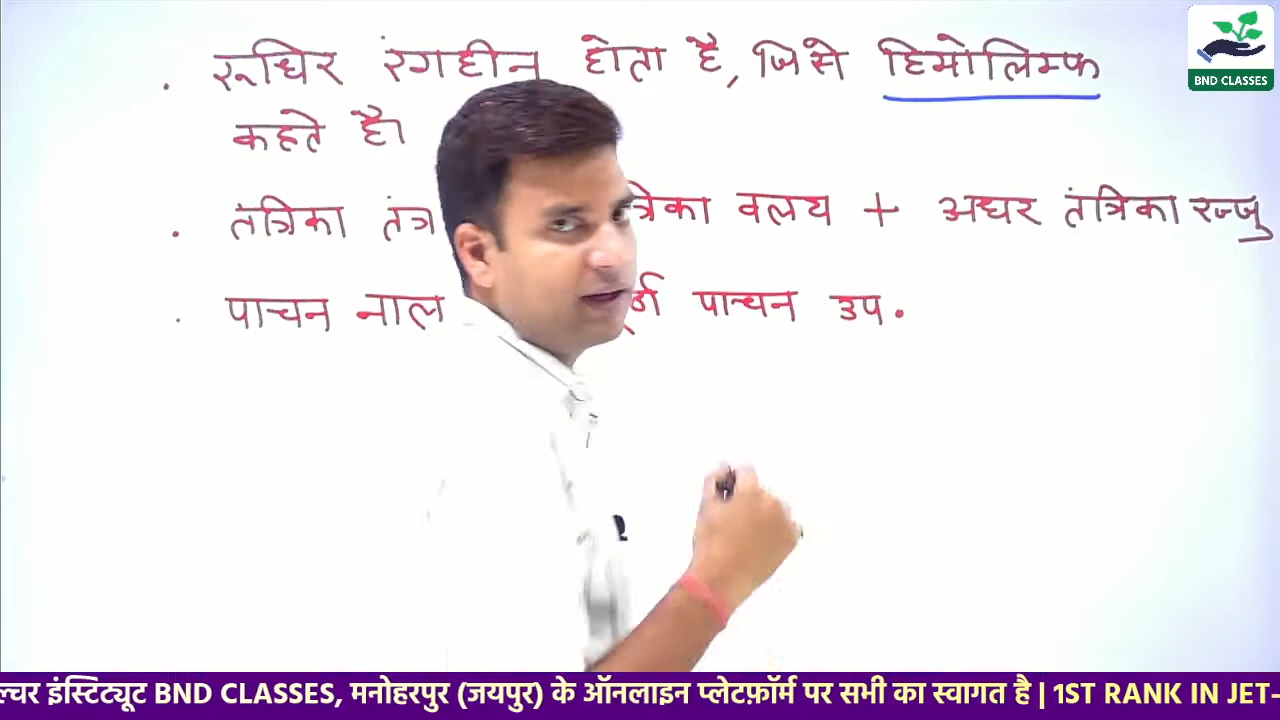 BND CLASSES
. रूधिर रंगहीन होता है, जिसे हिमोलिम्फ
कहते है।
. तंत्रिका तंत्र वलय + अधर तंत्रिका रज्जु
. पाचन नाल पाचन उप.
ल्चर इंस्टिट्यूट BND CLASSES, मनोहरपुर (जयपुर) के ऑनलाइन प्लेटफ़ॉर्म पर सभी का स्वागत है | 1ST RANK IN JET-